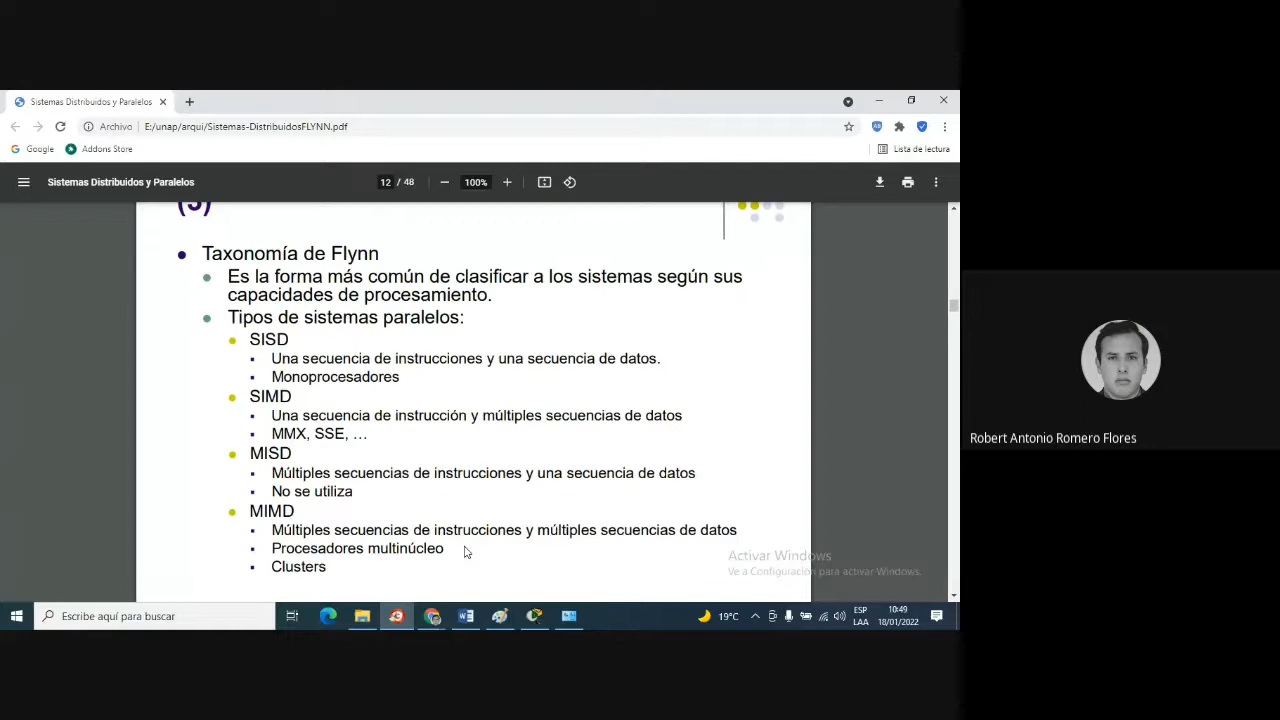 Sistemas Distribuidos y Paralelos
Archivo E:/unap/arqui/Sistemas-DistribuidosFLYNN.pdf
Google Addons Store Lista de lectura
Sistemas Distribuidos y Paralelos 12 / 48 100%
Taxonomía de Flynn
Es la forma más común de clasificar a los sistemas según sus
capacidades de procesamiento.
Tipos de sistemas paralelos:
SISD
Una secuencia de instrucciones y una secuencia de datos.
Monoprocesadores
SIMD
Una secuencia de instrucción y múltiples secuencias de datos
MMX, SSE, …
MISD
Múltiples secuencias de instrucciones y una secuencia de datos
No se utiliza
MIMD
Múltiples secuencias de instrucciones y múltiples secuencias de datos
Procesadores multinúcleo
Clusters
Activar Windows
Ve a Configuración para activar Windows.
Robert Antonio Romero Flores
Escribe aquí para buscar
19°C
ESP
LAA
10:49
18/01/2022